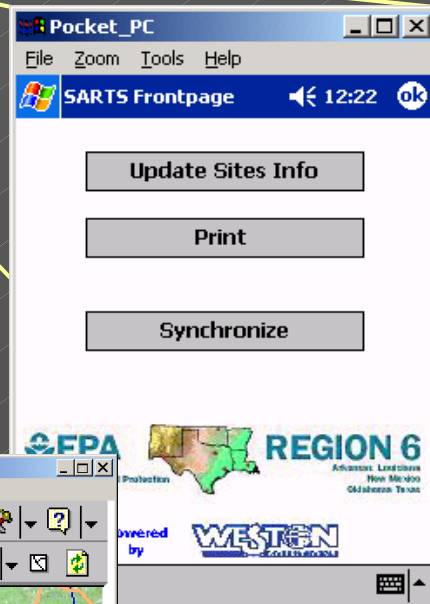 Pocket_PC
File Zoom Tools Help
SARTS Frontpage 12:22 ok
Update Sites Info
Print
Synchronize
EPA REGION 6
Protection
Arkansas Louisiana
New Mexico
Oklahoma Texas
Powered
by
WESTON